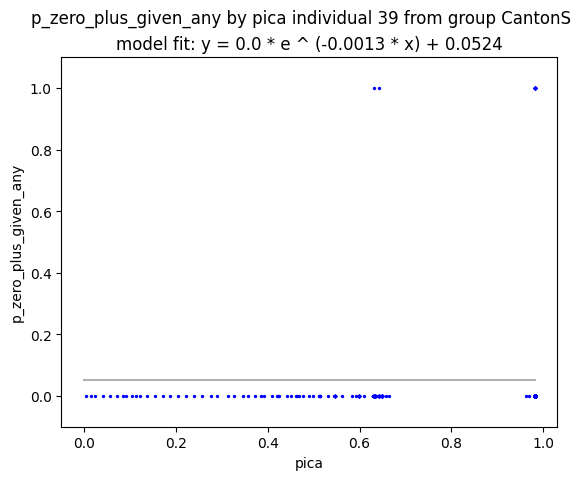 p_zero_plus_given_any by pica individual 39 from group CantonS
model fit: y = 0.0 * e ^ (-0.0013 * x) + 0.0524
p_zero_plus_given_any
1.0
0.8
0.6
0.4
0.2
0.0
0.0 0.2 0.4 0.6 0.8 1.0
pica